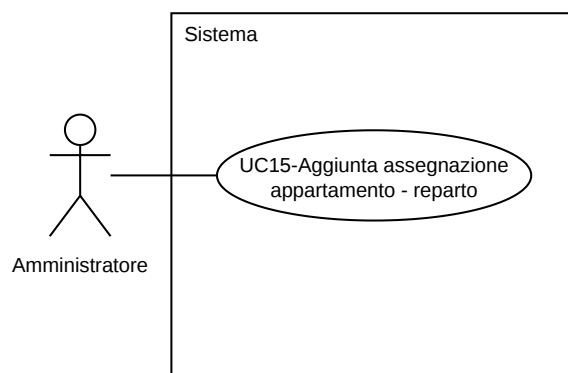 Sistema
UC15-Aggiunta assegnazione
appartamento - reparto
Amministratore